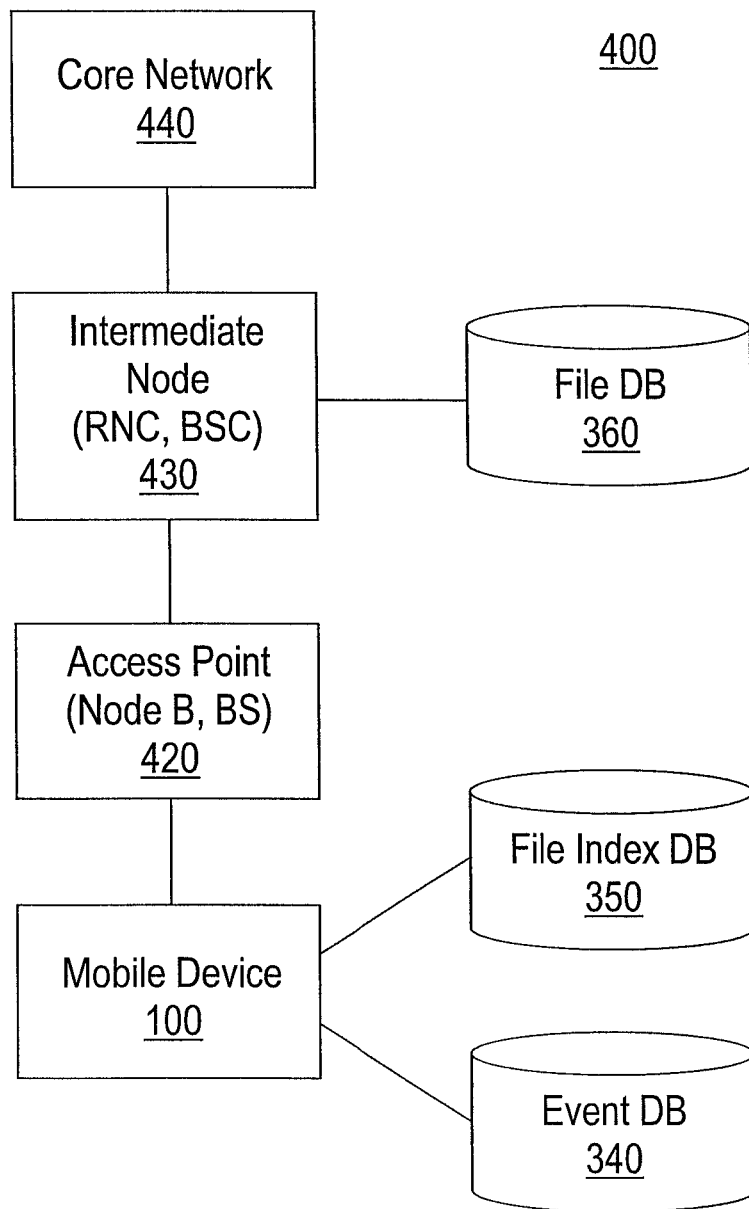 400
Core Network
440
Intermediate
Node
(RNC, BSC)
430
File DB
360
Access Point
(Node B, BS)
420
File Index DB
350
Mobile Device
100
Event DB
340